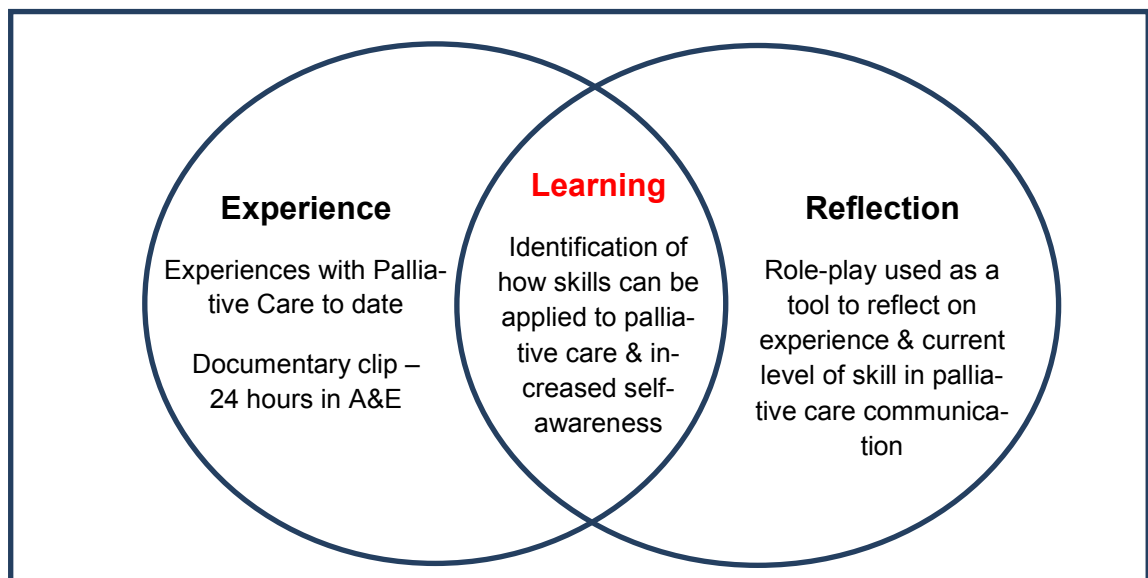 Experience
Experiences with Pallia-
tive Care to date
Documentary clip –
24 hours in A&E
Learning
Identification of
how skills can be
applied to pallia-
tive care & in-
creased self-
awareness
Reflection
Role-play used as a
tool to reflect on
experience & current
level of skill in pallia-
tive care communica-
tion